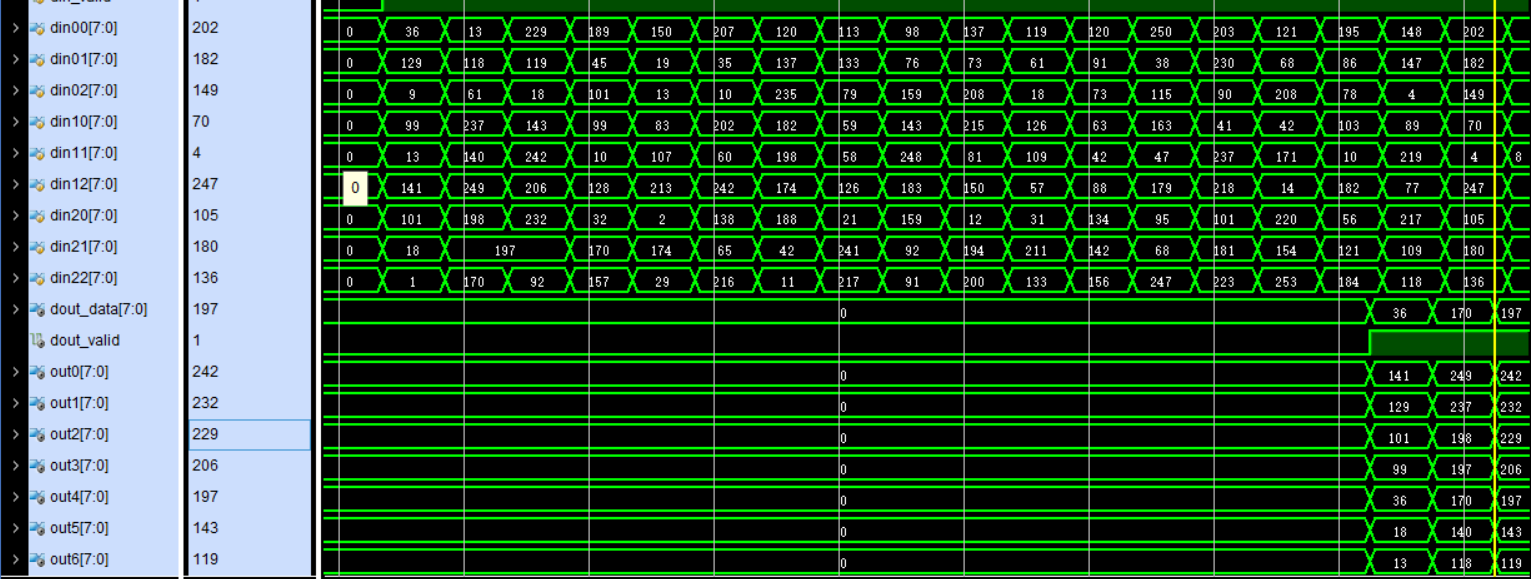 din00[7:0] 202 0 36 13 229 189 150 207 120 113 98 137 119 120 250 203 121 195 148 202
din01[7:0] 182 0 129 118 119 45 19 35 137 133 76 73 61 91 38 230 68 86 147 182
din02[7:0] 149 0 9 61 18 101 13 10 235 79 159 208 18 73 115 90 208 78 4 149
din10[7:0] 70 0 99 237 143 99 83 202 182 59 143 215 126 63 163 41 42 103 89 70
din11[7:0] 4 0 13 140 242 10 107 60 198 58 248 81 109 42 47 237 171 10 219 4 8
din12[7:0] 247 0 141 249 206 128 213 242 174 126 183 150 57 88 179 218 14 182 77 247
din20[7:0] 105 0 101 198 232 32 2 138 188 21 159 12 31 134 95 101 220 56 217 105
din21[7:0] 180 0 18 197 170 174 65 42 241 92 194 211 142 68 181 154 121 109 180
din22[7:0] 136 0 1 170 92 157 29 216 11 217 91 200 133 156 247 223 253 184 118 136
dout_data[7:0] 197 0 36 170 197
dout_valid 1
out0[7:0] 242 0 141 249 242
out1[7:0] 232 0 129 237 232
out2[7:0] 229 0 101 198 229
out3[7:0] 206 0 99 197 206
out4[7:0] 197 0 36 170 197
out5[7:0] 143 0 18 140 143
out6[7:0] 119 0 13 118 119